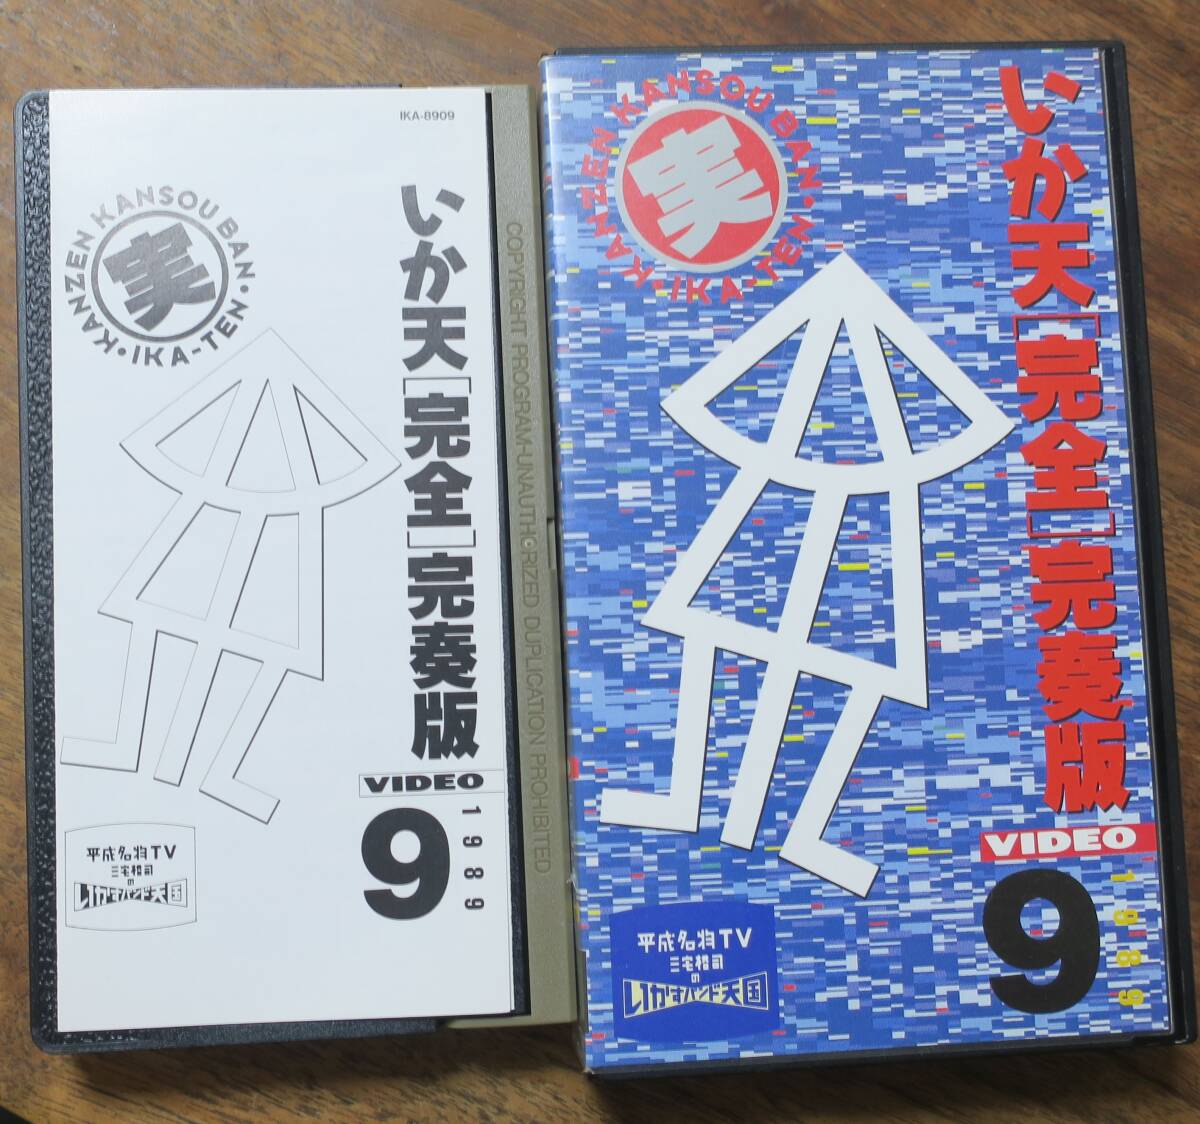 IKA-8909
KANZEN KANSOU BAN・IKA-TEN・
実
いか天[完全]完奏版
VIDEO
9
1989
平成名物TV
三宅裕司
の
いかすバンド天国
COPYRIGHT PROGRAM-UNAUTHORIZED DUPLICATION PROHIBITED
KANZEN KANSOU BAN・IKA-TEN・
実
いか天[完全]完奏版
VIDEO
9
1989
平成名物TV
三宅裕司
の
いかすバンド天国